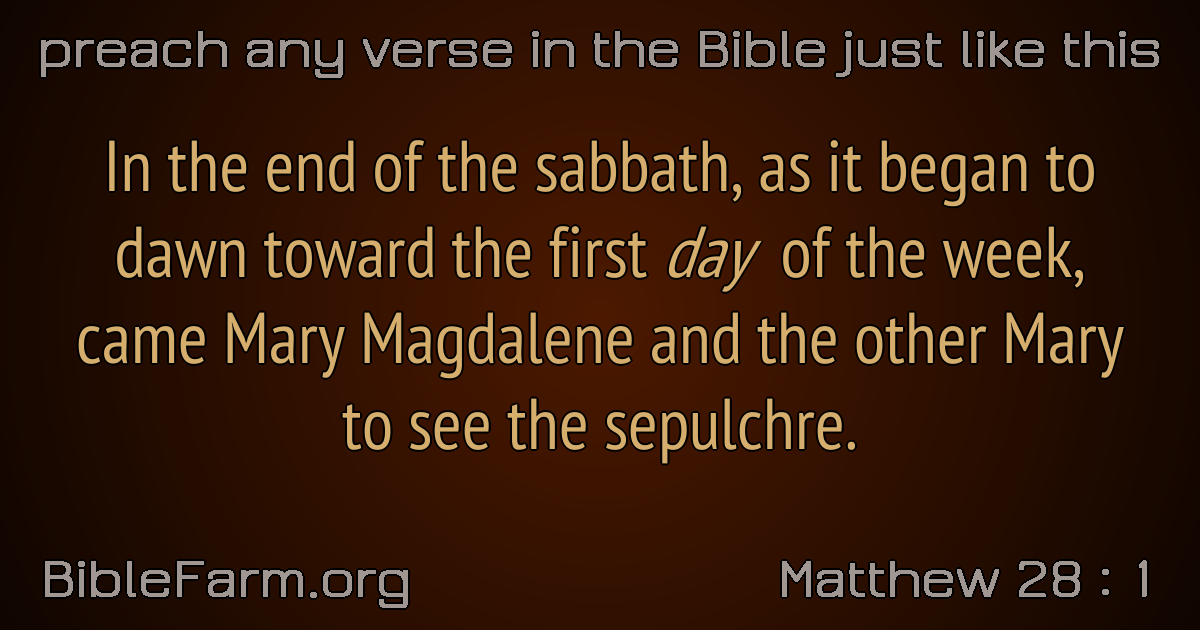 preach any verse in the Bible just like this
In the end of the sabbath, as it began to
dawn toward the first day of the week,
came Mary Magdalene and the other Mary
to see the sepulchre.
BibleFarm.org
Matthew 28 : 1